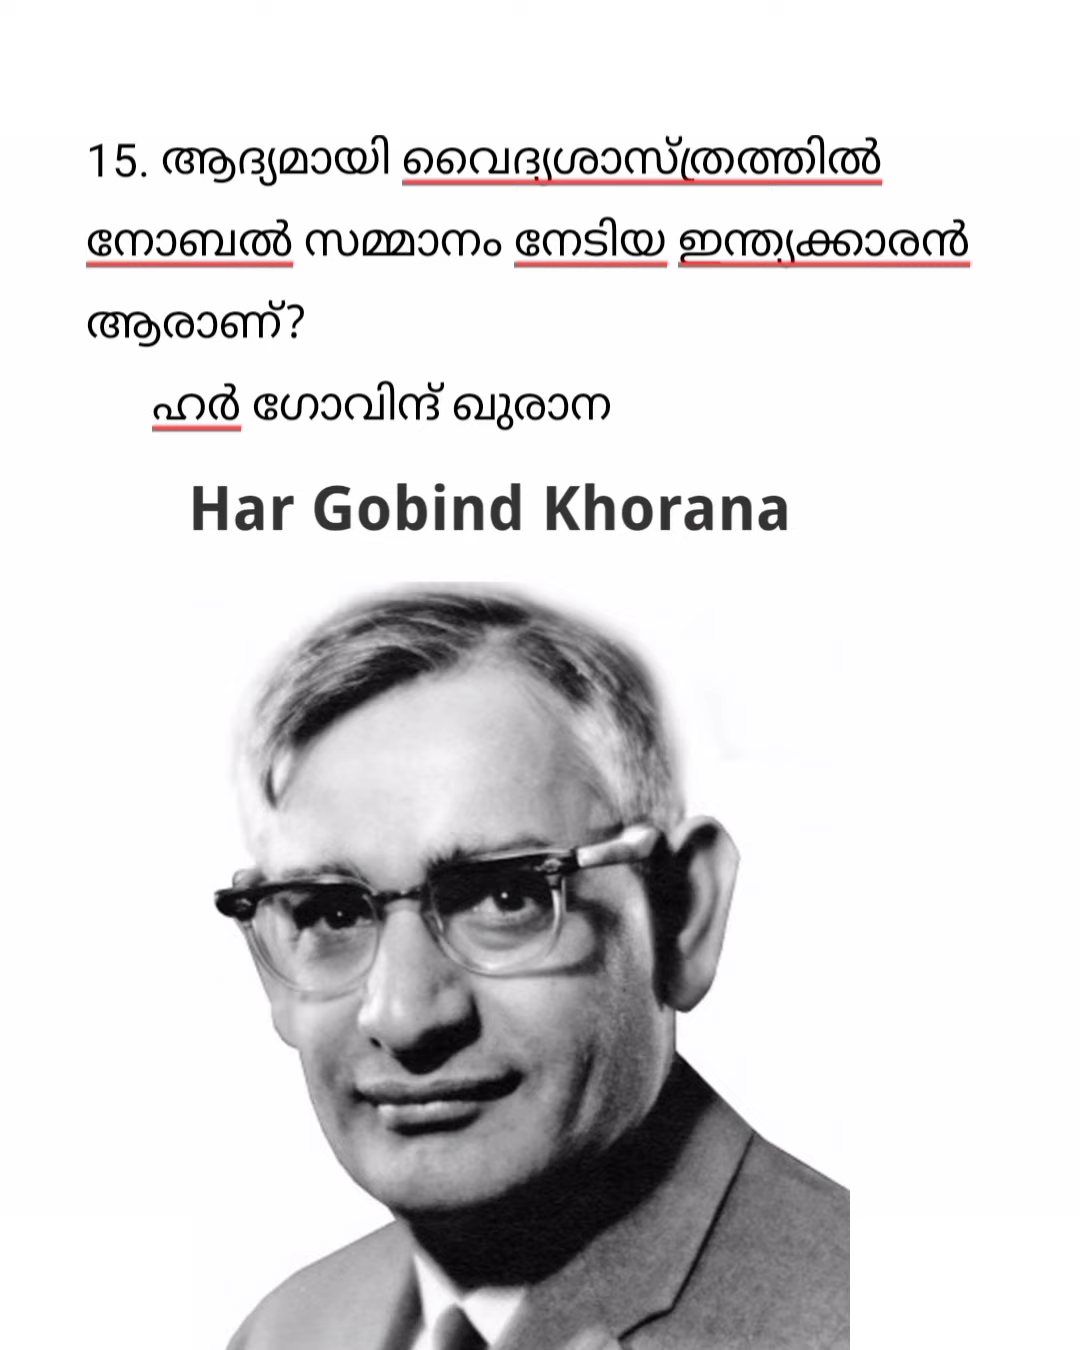 15. ആദ്യമായി വൈദ്യശാസ്ത്രത്തിൽ
നോബൽ സമ്മാനം നേടിയ ഇന്ത്യക്കാരൻ
ആരാണ്?
ഹർ ഗോവിന്ദ് ഖുരാന
Har Gobind Khorana